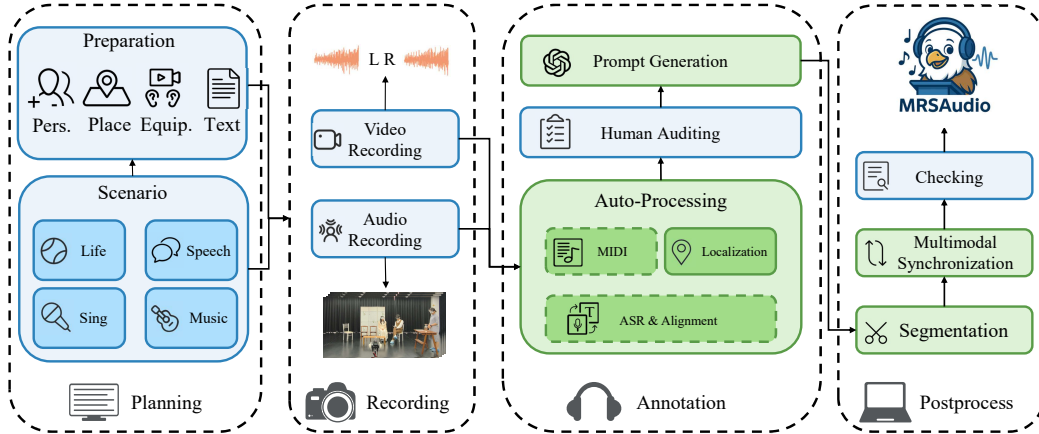 Preparation
Pers.
Place
Equip.
Text
Scenario
Life
Speech
Sing
Music
Planning
L R
Video
Recording
Audio
Recording
Recording
Prompt Generation
Human Auditing
Auto-Processing
MIDI
Localization
T
ASR & Alignment
Annotation
MRSAudio
Checking
Multimodal
Synchronization
Segmentation
Postprocess